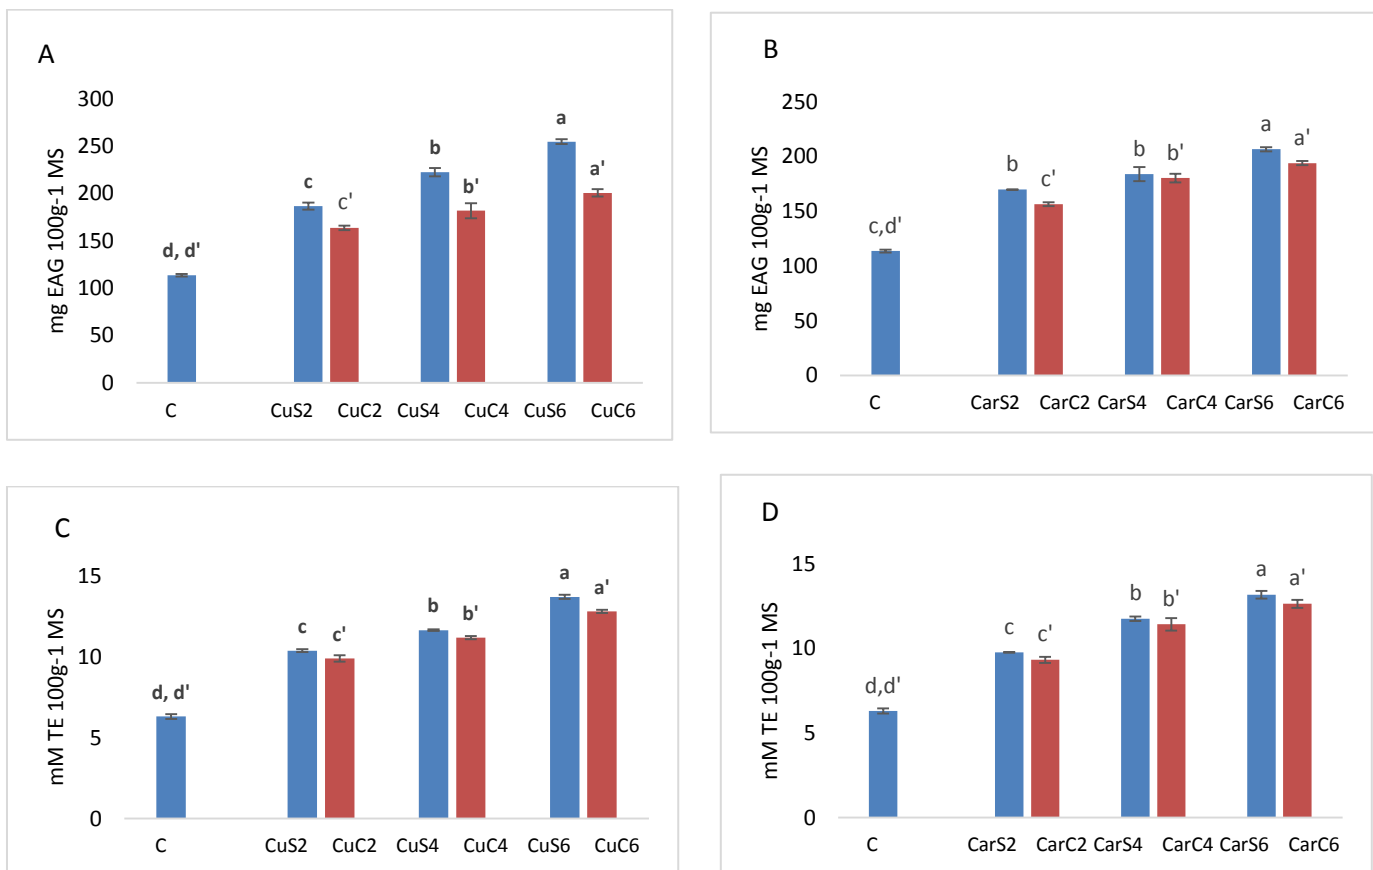 A
mg EAG 100g-1 MS
300
250
200
150
100
50
0
d, d'
c
c'
b
b'
a
a'
C CuS2 CuC2 CuS4 CuC4 CuS6 CuC6
B
mg EAG 100g-1 MS
250
200
150
100
50
0
c,d'
b
c'
b
b'
a
a'
C CarS2 CarC2 CarS4 CarC4 CarS6 CarC6
C
mM TE 100g-1 MS
15
10
5
0
d, d'
c
c'
b
b'
a
a'
C CuS2 CuC2 CuS4 CuC4 CuS6 CuC6
D
mM TE 100g-1 MS
15
10
5
0
d,d'
c
c'
b
b'
a
a'
C CarS2 CarC2 CarS4 CarC4 CarS6 CarC6